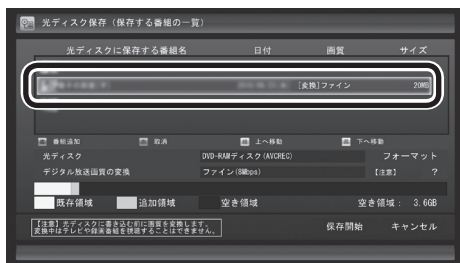 光ディスク保存（保存する番組の一覧）
光ディスクに保存する番組名 日付 画質 サイズ
[変換]ファイン 20MB
番組追加 取消 上へ移動 下へ移動
光ディスク DVD-RAMディスク(AVCREC) フォーマット
デジタル放送画質の変換 ファイン(8Mbps) 【注意】 ?
既存領域 追加領域 空き領域 空き領域： 3.6GB
【注意】光ディスクに書き込む前に画質を変換します。
変換中はテレビや録画番組を視聴することはできません。
保存開始 キャンセル